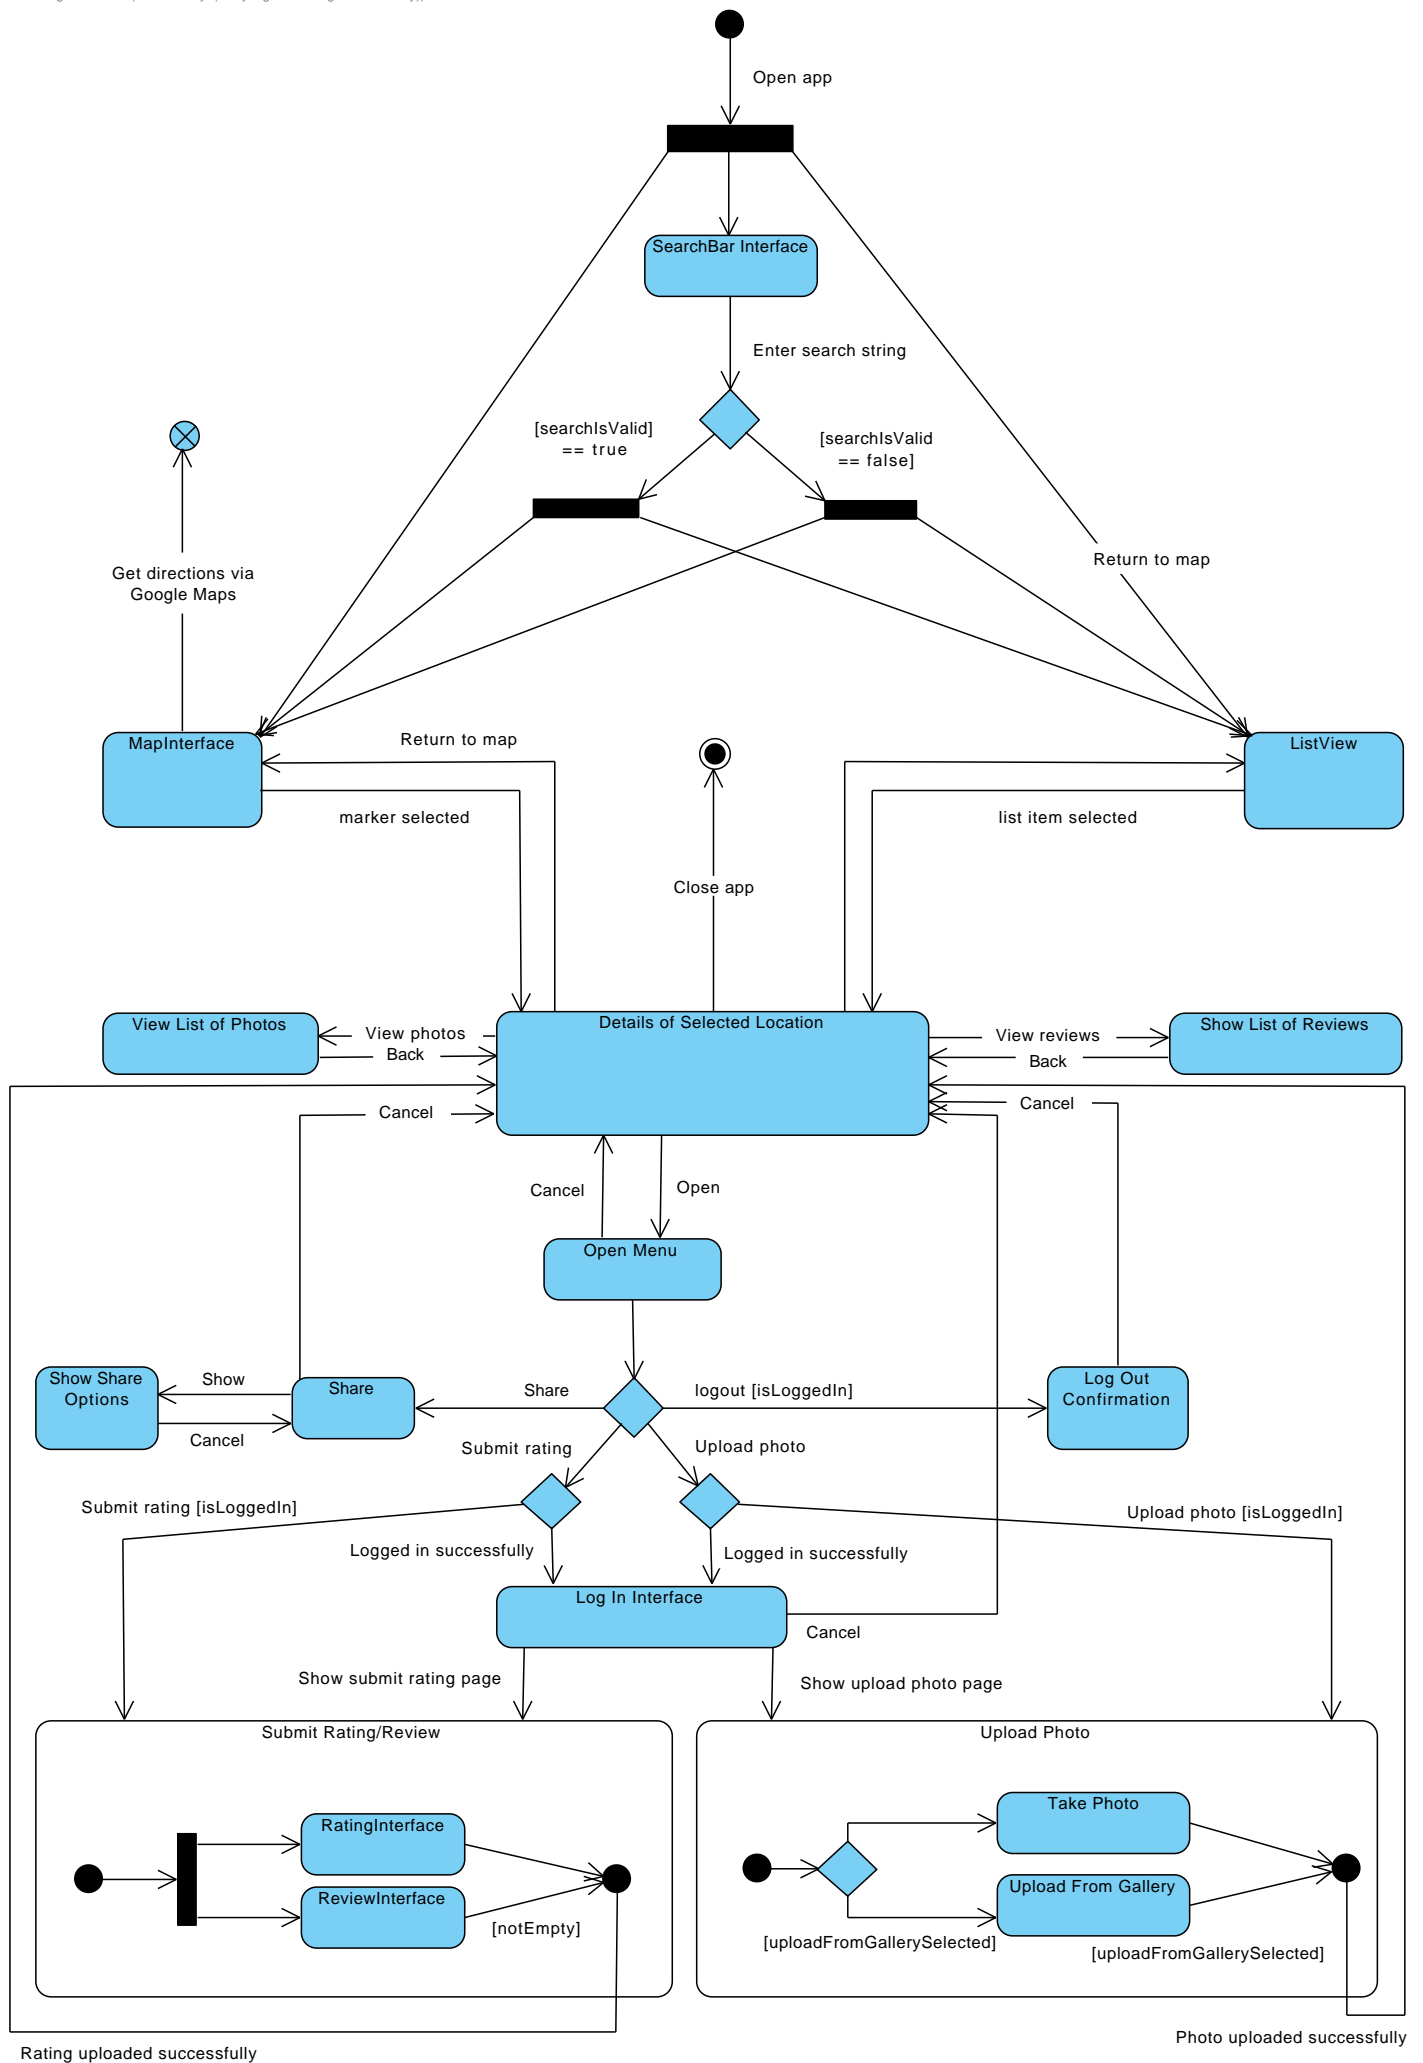 Open app
SearchBar Interface
Enter search string
[searchIsValid]
== true
[searchIsValid
== false]
Get directions via
Google Maps
Return to map
MapInterface
Return to map
ListView
marker selected
list item selected
Close app
View List of Photos
View photos
Back
Details of Selected Location
View reviews
Back
Show List of Reviews
Cancel
Cancel
Cancel
Open
Open Menu
Show Share
Options
Show
Cancel
Share
Share
logout [isLoggedIn]
Log Out
Confirmation
Submit rating
Upload photo
Submit rating [isLoggedIn]
Upload photo [isLoggedIn]
Logged in successfully
Logged in successfully
Log In Interface
Cancel
Show submit rating page
Show upload photo page
Submit Rating/Review
RatingInterface
ReviewInterface
[notEmpty]
Upload Photo
Take Photo
Upload From Gallery
[uploadFromGallerySelected]
[uploadFromGallerySelected]
Rating uploaded successfully
Photo uploaded successfully